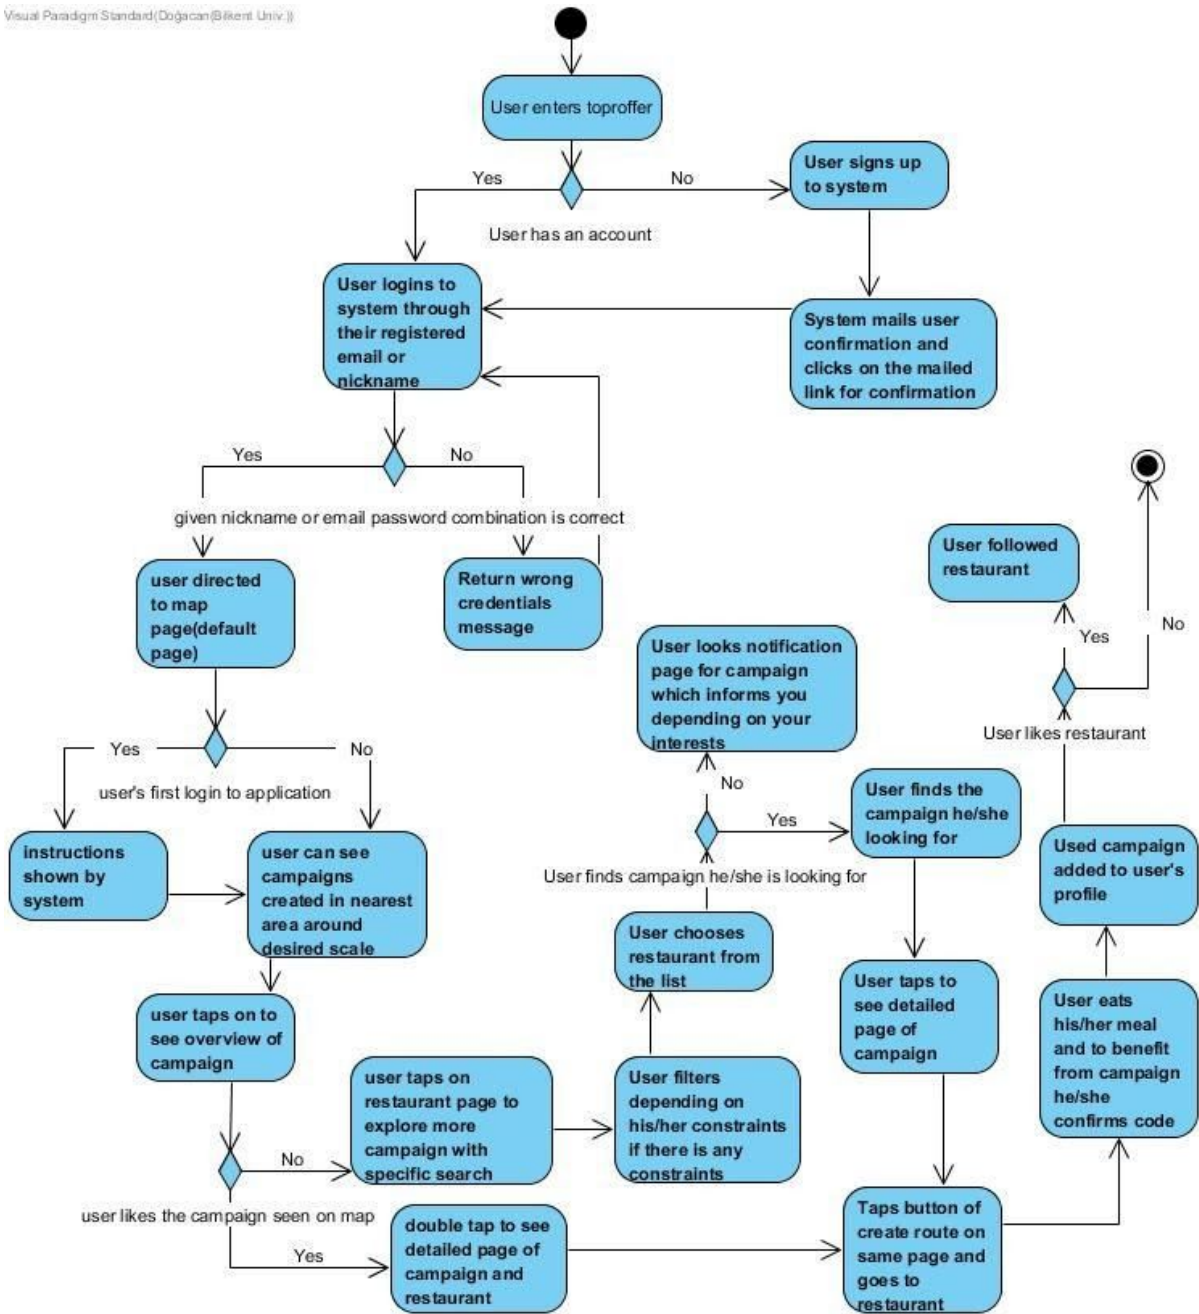 Visual Paradigm Standard(Doğacan(Bilkent Univ.))
User enters toproffer
Yes
No
User has an account
User signs up
to system
User logins to
system through
their registered
email or
nickname
System mails user
confirmation and
clicks on the mailed
link for confirmation
Yes
No
given nickname or email password combination is correct
user directed
to map
page(default
page)
Return wrong
credentials
message
Yes
No
user's first login to application
instructions
shown by
system
user can see
campaigns
created in nearest
area around
desired scale
user taps on to
see overview of
campaign
No
user likes the campaign seen on map
Yes
user taps on
restaurant page to
explore more
campaign with
specific search
double tap to see
detailed page of
campaign and
restaurant
User filters
depending on
his/her constraints
if there is any
constraints
User chooses
restaurant from
the list
User finds campaign he/she is looking for
No
Yes
User looks notification
page for campaign
which informs you
depending on your
interests
User finds the
campaign he/she
looking for
User taps to
see detailed
page of
campaign
Taps button of
create route on
same page and
goes to
restaurant
User eats
his/her meal
and to benefit
from campaign
he/she
confirms code
Used campaign
added to user's
profile
User likes restaurant
Yes
No
User followed
restaurant